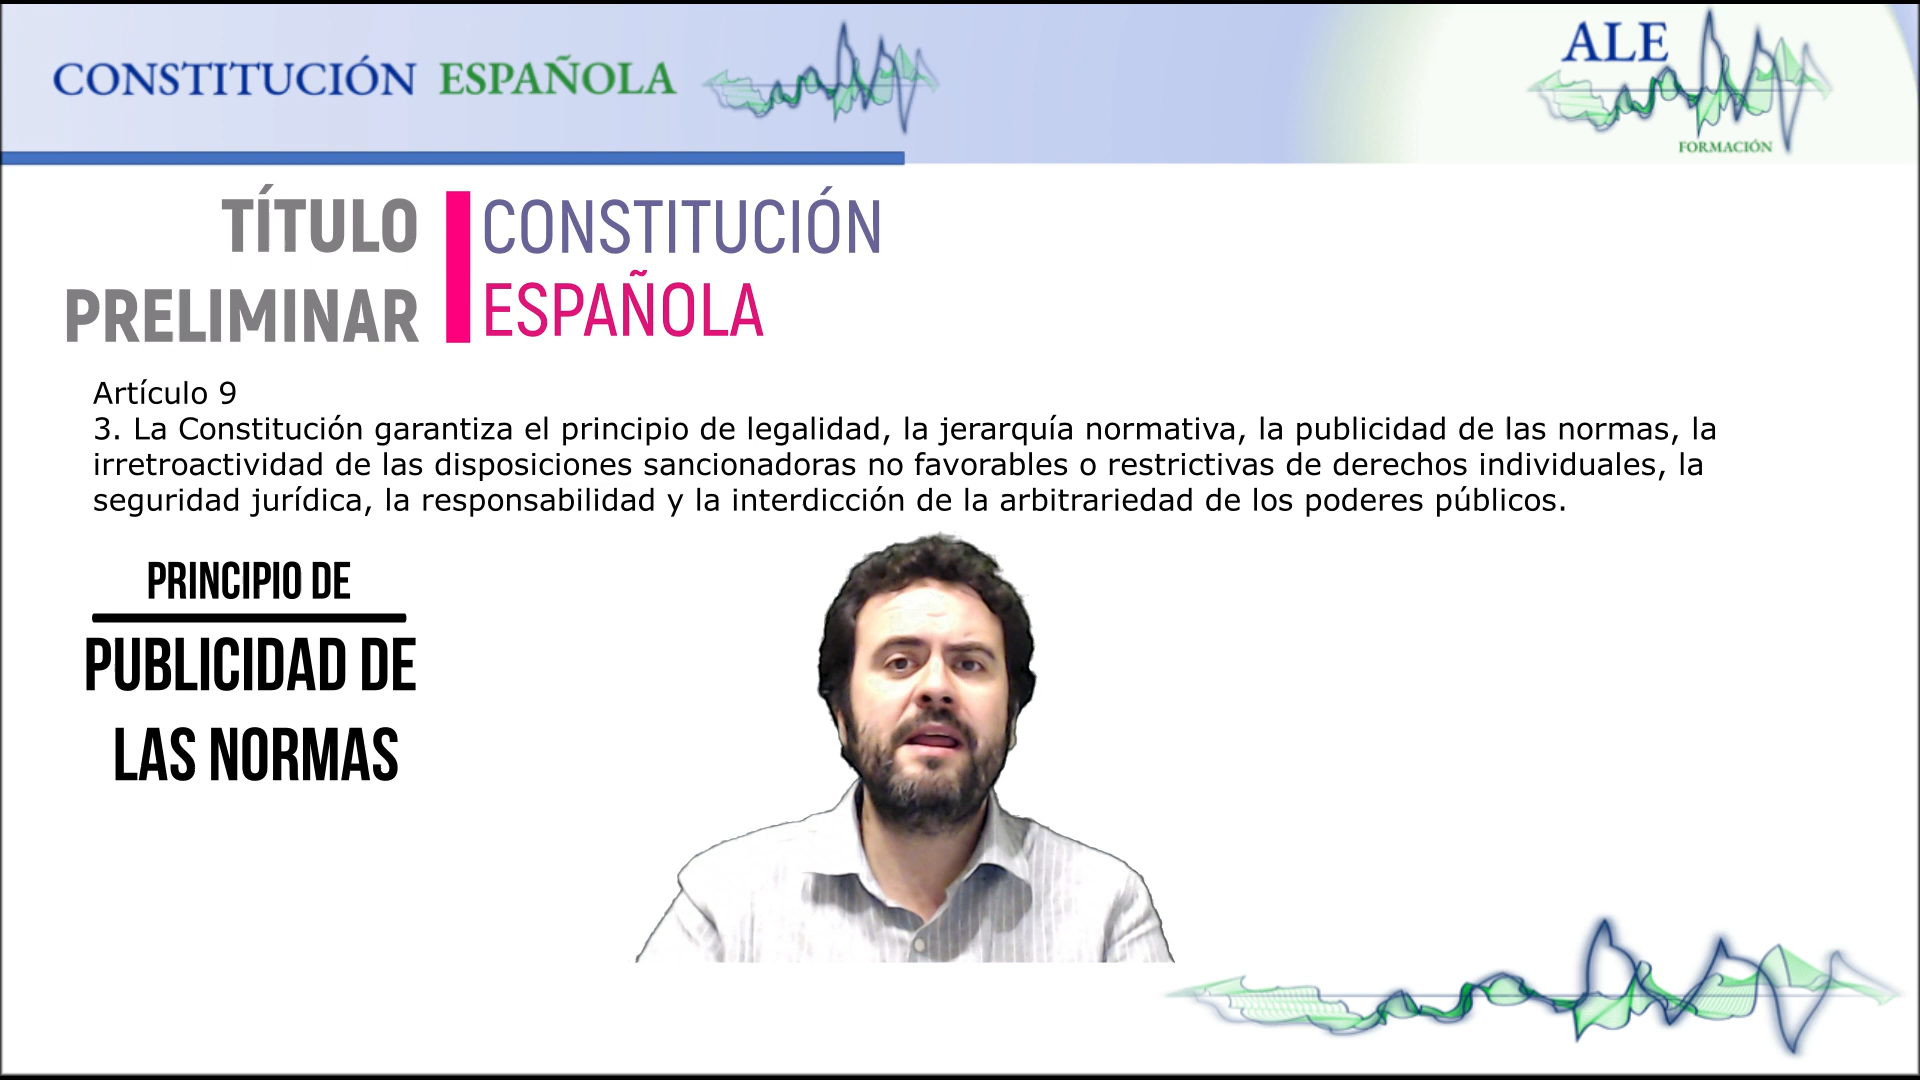 CONSTITUCIÓN ESPAÑOLA
ALE
FORMACIÓN
TÍTULO
PRELIMINAR
CONSTITUCIÓN
ESPAÑOLA
Artículo 9
3. La Constitución garantiza el principio de legalidad, la jerarquía normativa, la publicidad de las normas, la
irretroactividad de las disposiciones sancionadoras no favorables o restrictivas de derechos individuales, la
seguridad jurídica, la responsabilidad y la interdicción de la arbitrariedad de los poderes públicos.
PRINCIPIO DE
PUBLICIDAD DE
LAS NORMAS